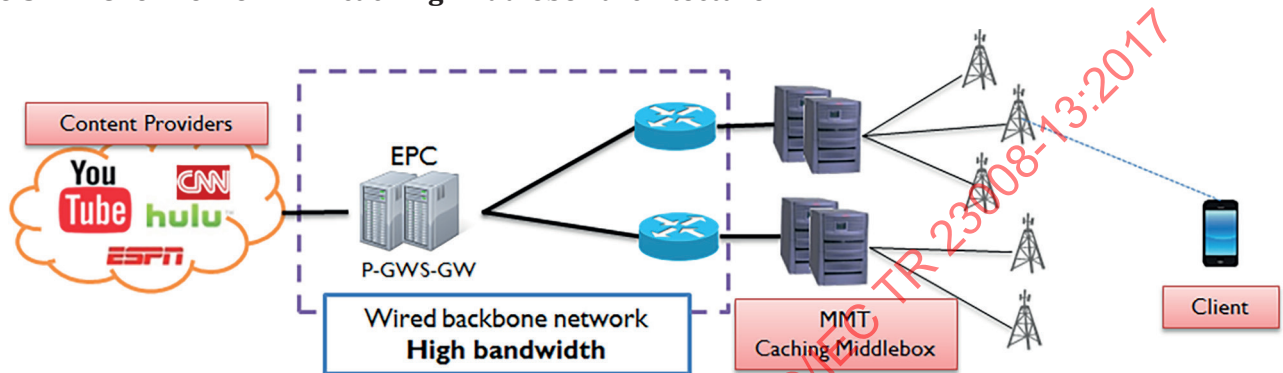 Content Providers
You
Tube
CNN
hulu
ESPN
EPC
P-GWS-GW
Wired backbone network
High bandwidth
MMT
Caching Middlebox
Client
TR 23008-13:2017